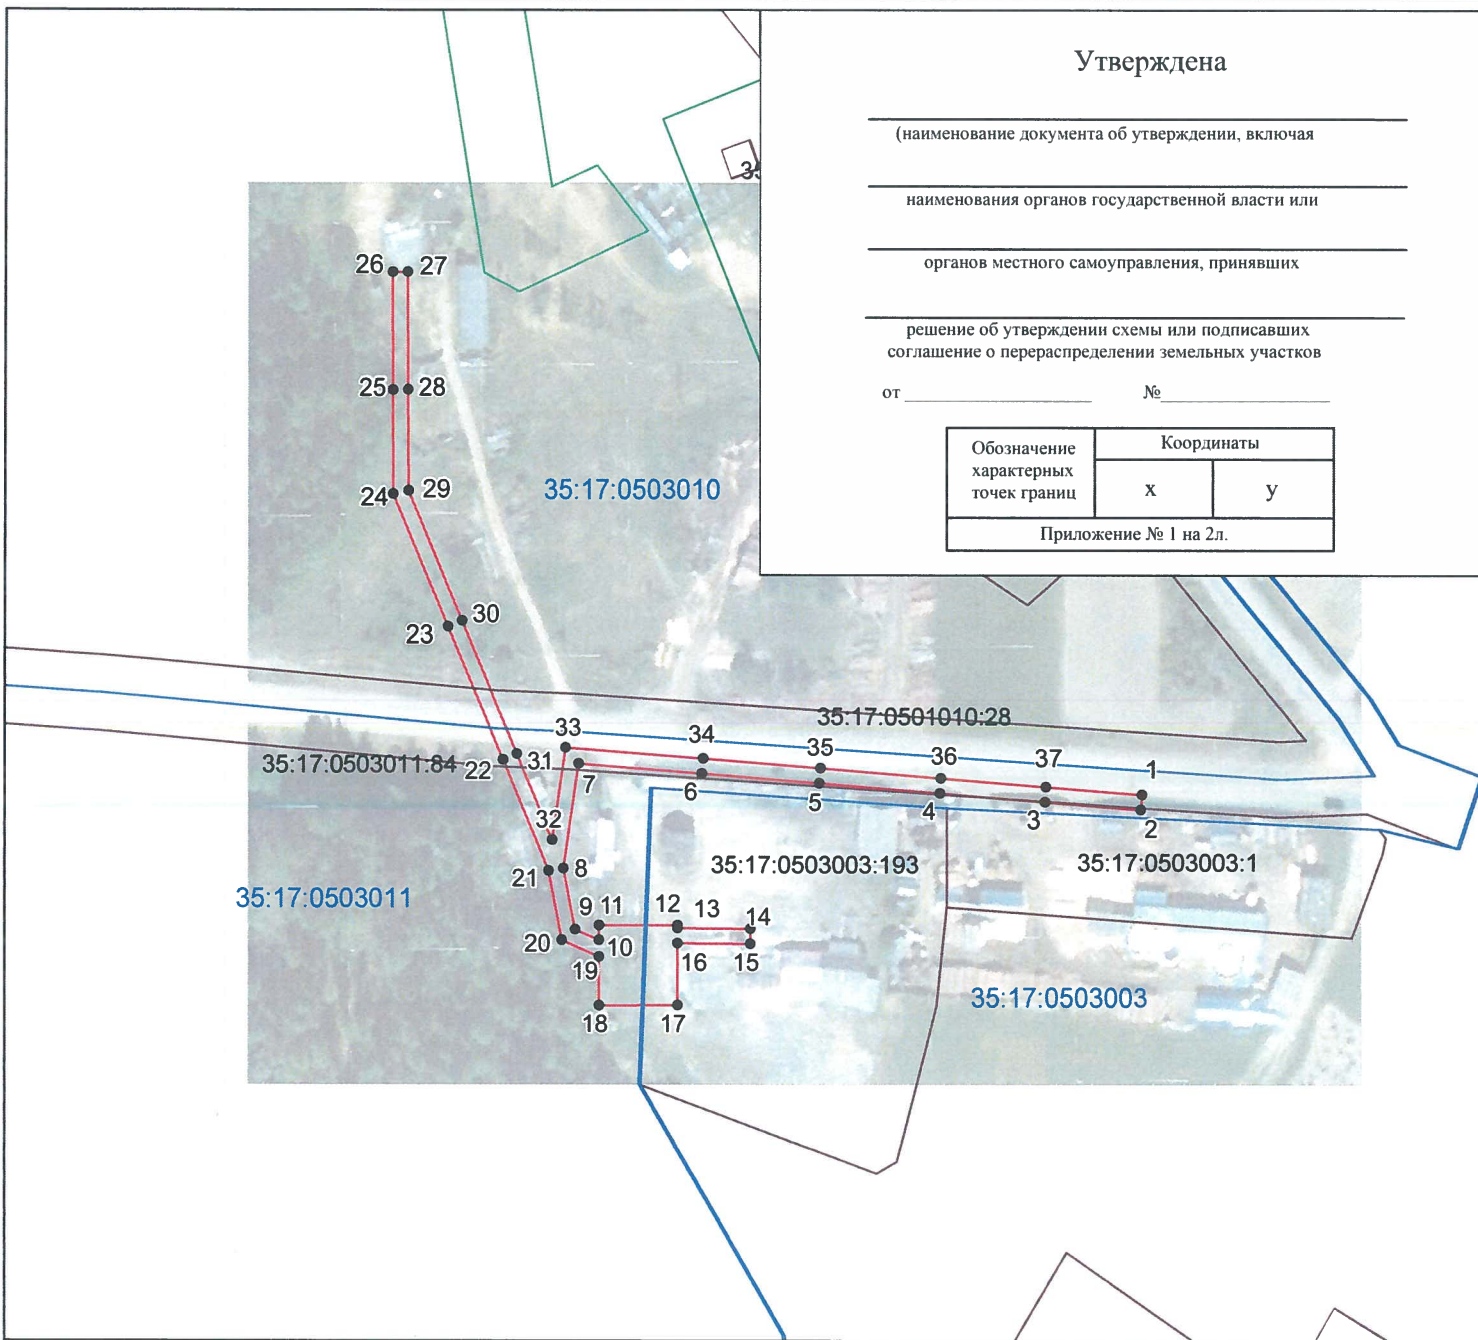 Утверждена
(наименование документа об утверждении, включая
наименования органов государственной власти или
органов местного самоуправления, принявших
решение об утверждении схемы или подписавших
соглашение о перераспределении земельных участков
от №
Обозначение характерных точек границ
Координаты
x y
Приложение № 1 на 2л.
26 27
25 28
24 29
35:17:0503010
23 30
35:17:0501010:28
33 34 35 36 37 1
35:17:0503011:84
22 31 7 6 5 4 3 2
32
21 8
35:17:0503003:193
35:17:0503003:1
35:17:0503011
9 11 12 13 14
20 10
19 16 15
35:17:0503003
18 17